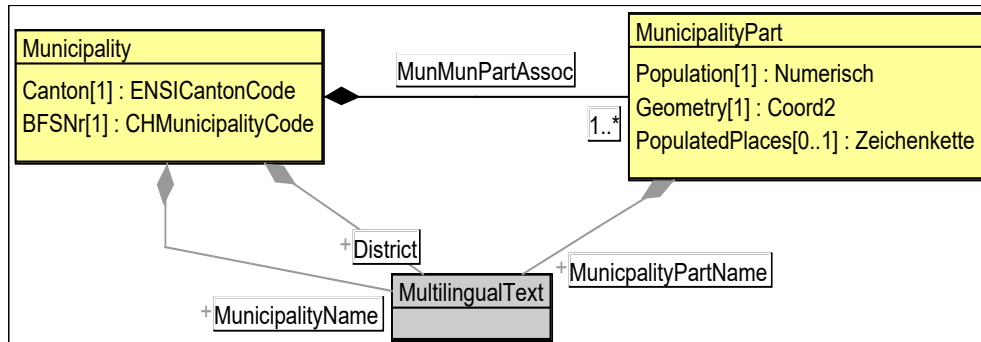 Municipality
Canton[1] : ENSICantonCode
BFSNr[1] : CHMunicipalityCode
MunMunPartAssoc
1..*
MunicipalityPart
Population[1] : Numerisch
Geometry[1] : Coord2
PopulatedPlaces[0..1] : Zeichenkette
+District
+MunicpalityPartName
+MunicipalityName
MultilingualText